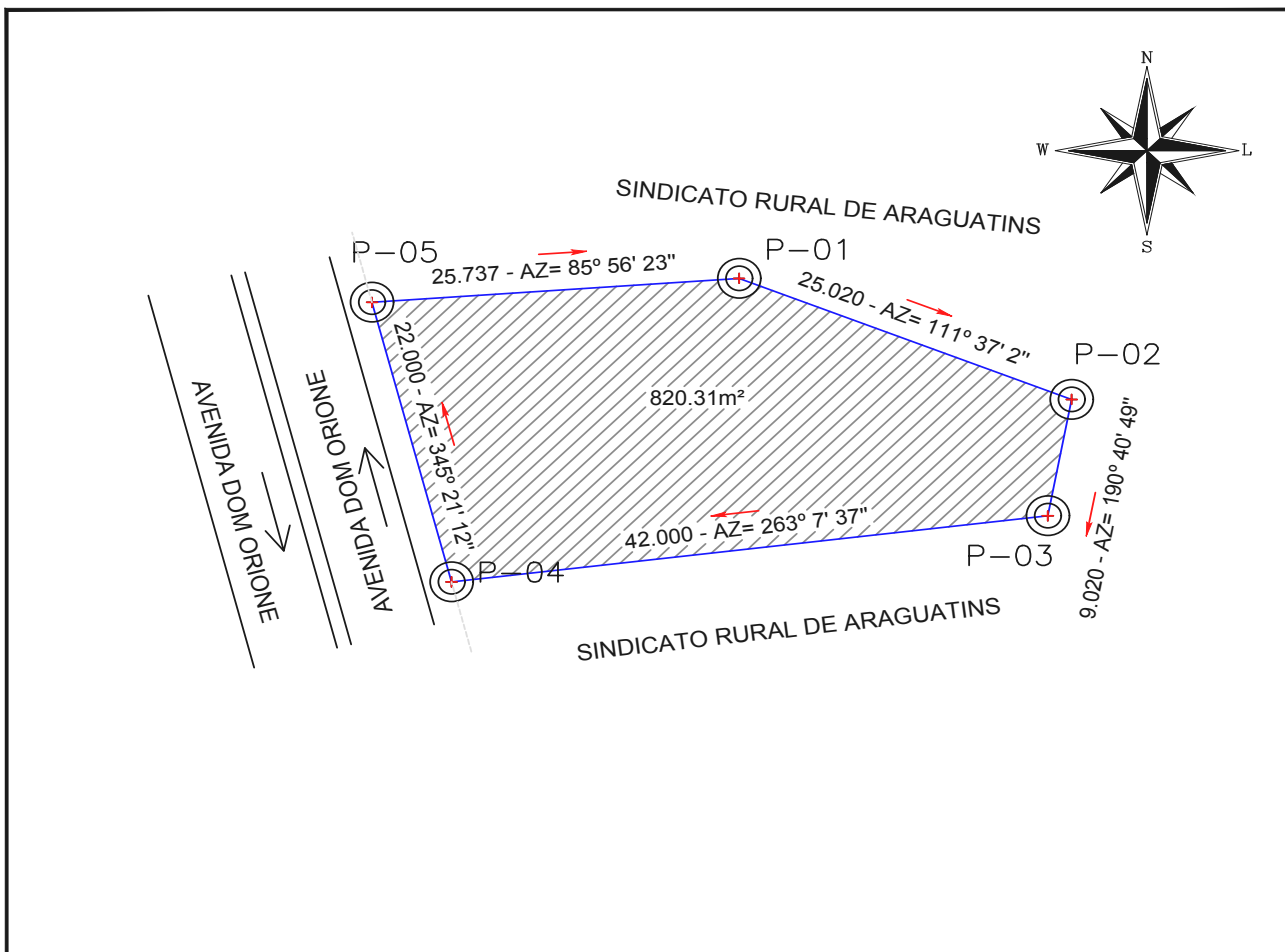 N
W
L
S
SINDICATO RURAL DE ARAGUATINS
P-05
P-01
25.737 - AZ= 85º 56' 23"
25.020 - AZ= 111º 37' 2"
P-02
22.000 - AZ= 345º 21' 12"
820.31m²
AVENIDA DOM ORIONE
AVENIDA DOM ORIONE
9.020 - AZ= 190º 40' 49"
42.000 - AZ= 263º 7' 37"
P-03
P-04
SINDICATO RURAL DE ARAGUATINS